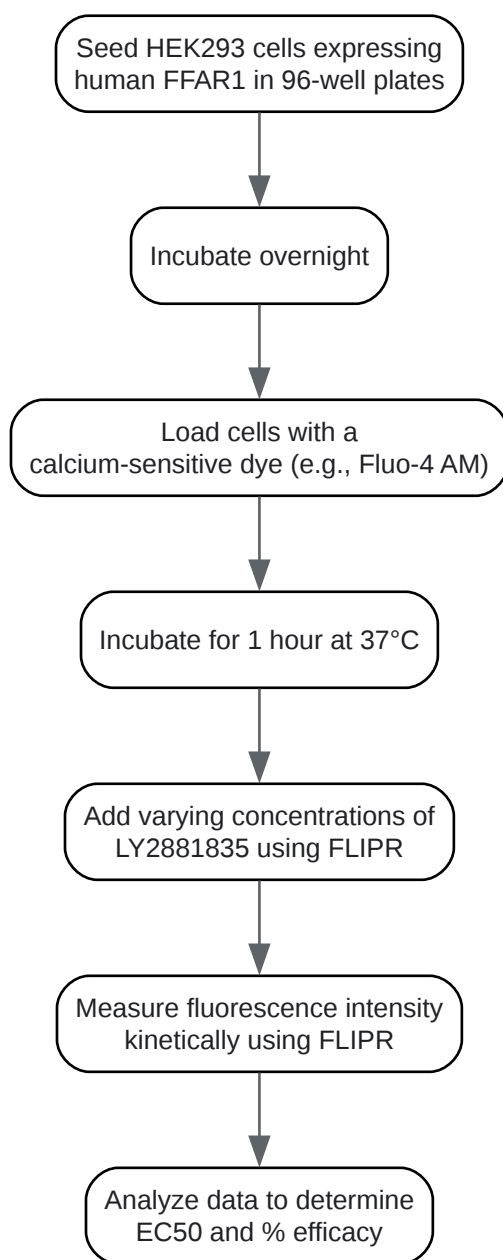 Seed HEK293 cells expressing
human FFAR1 in 96-well plates
Incubate overnight
Load cells with a
calcium-sensitive dye (e.g., Fluo-4 AM)
Incubate for 1 hour at 37°C
Add varying concentrations of
LY2881835 using FLIPR
Measure fluorescence intensity
kinetically using FLIPR
Analyze data to determine
EC50 and % efficacy